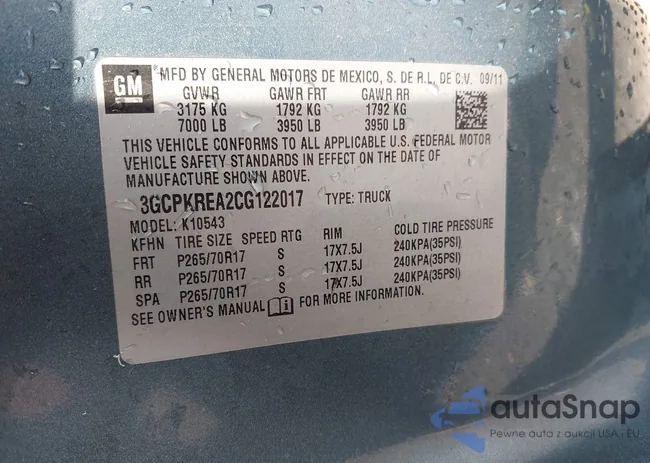 GM
MFD BY GENERAL MOTORS DE MEXICO, S. DE R.L. DE C.V. 09/11
GVWR GAWR FRT GAWR RR
3175 KG 1792 KG 1792 KG
7000 LB 3950 LB 3950 LB
THIS VEHICLE CONFORMS TO ALL APPLICABLE U.S. FEDERAL MOTOR
VEHICLE SAFETY STANDARDS IN EFFECT ON THE DATE OF
MANUFACTURE SHOWN ABOVE.
3GCPKREA2CG122017 TYPE: TRUCK
MODEL: K10543
KFHN TIRE SIZE SPEED RTG RIM COLD TIRE PRESSURE
FRT P265/70R17 S 17X7.5J 240KPA(35PSI)
RR P265/70R17 S 17X7.5J 240KPA(35PSI)
SPA P265/70R17 S 17X7.5J 240KPA(35PSI)
SEE OWNER'S MANUAL FOR MORE INFORMATION.
autaSnap
Pewne auta z aukcji USA i EU